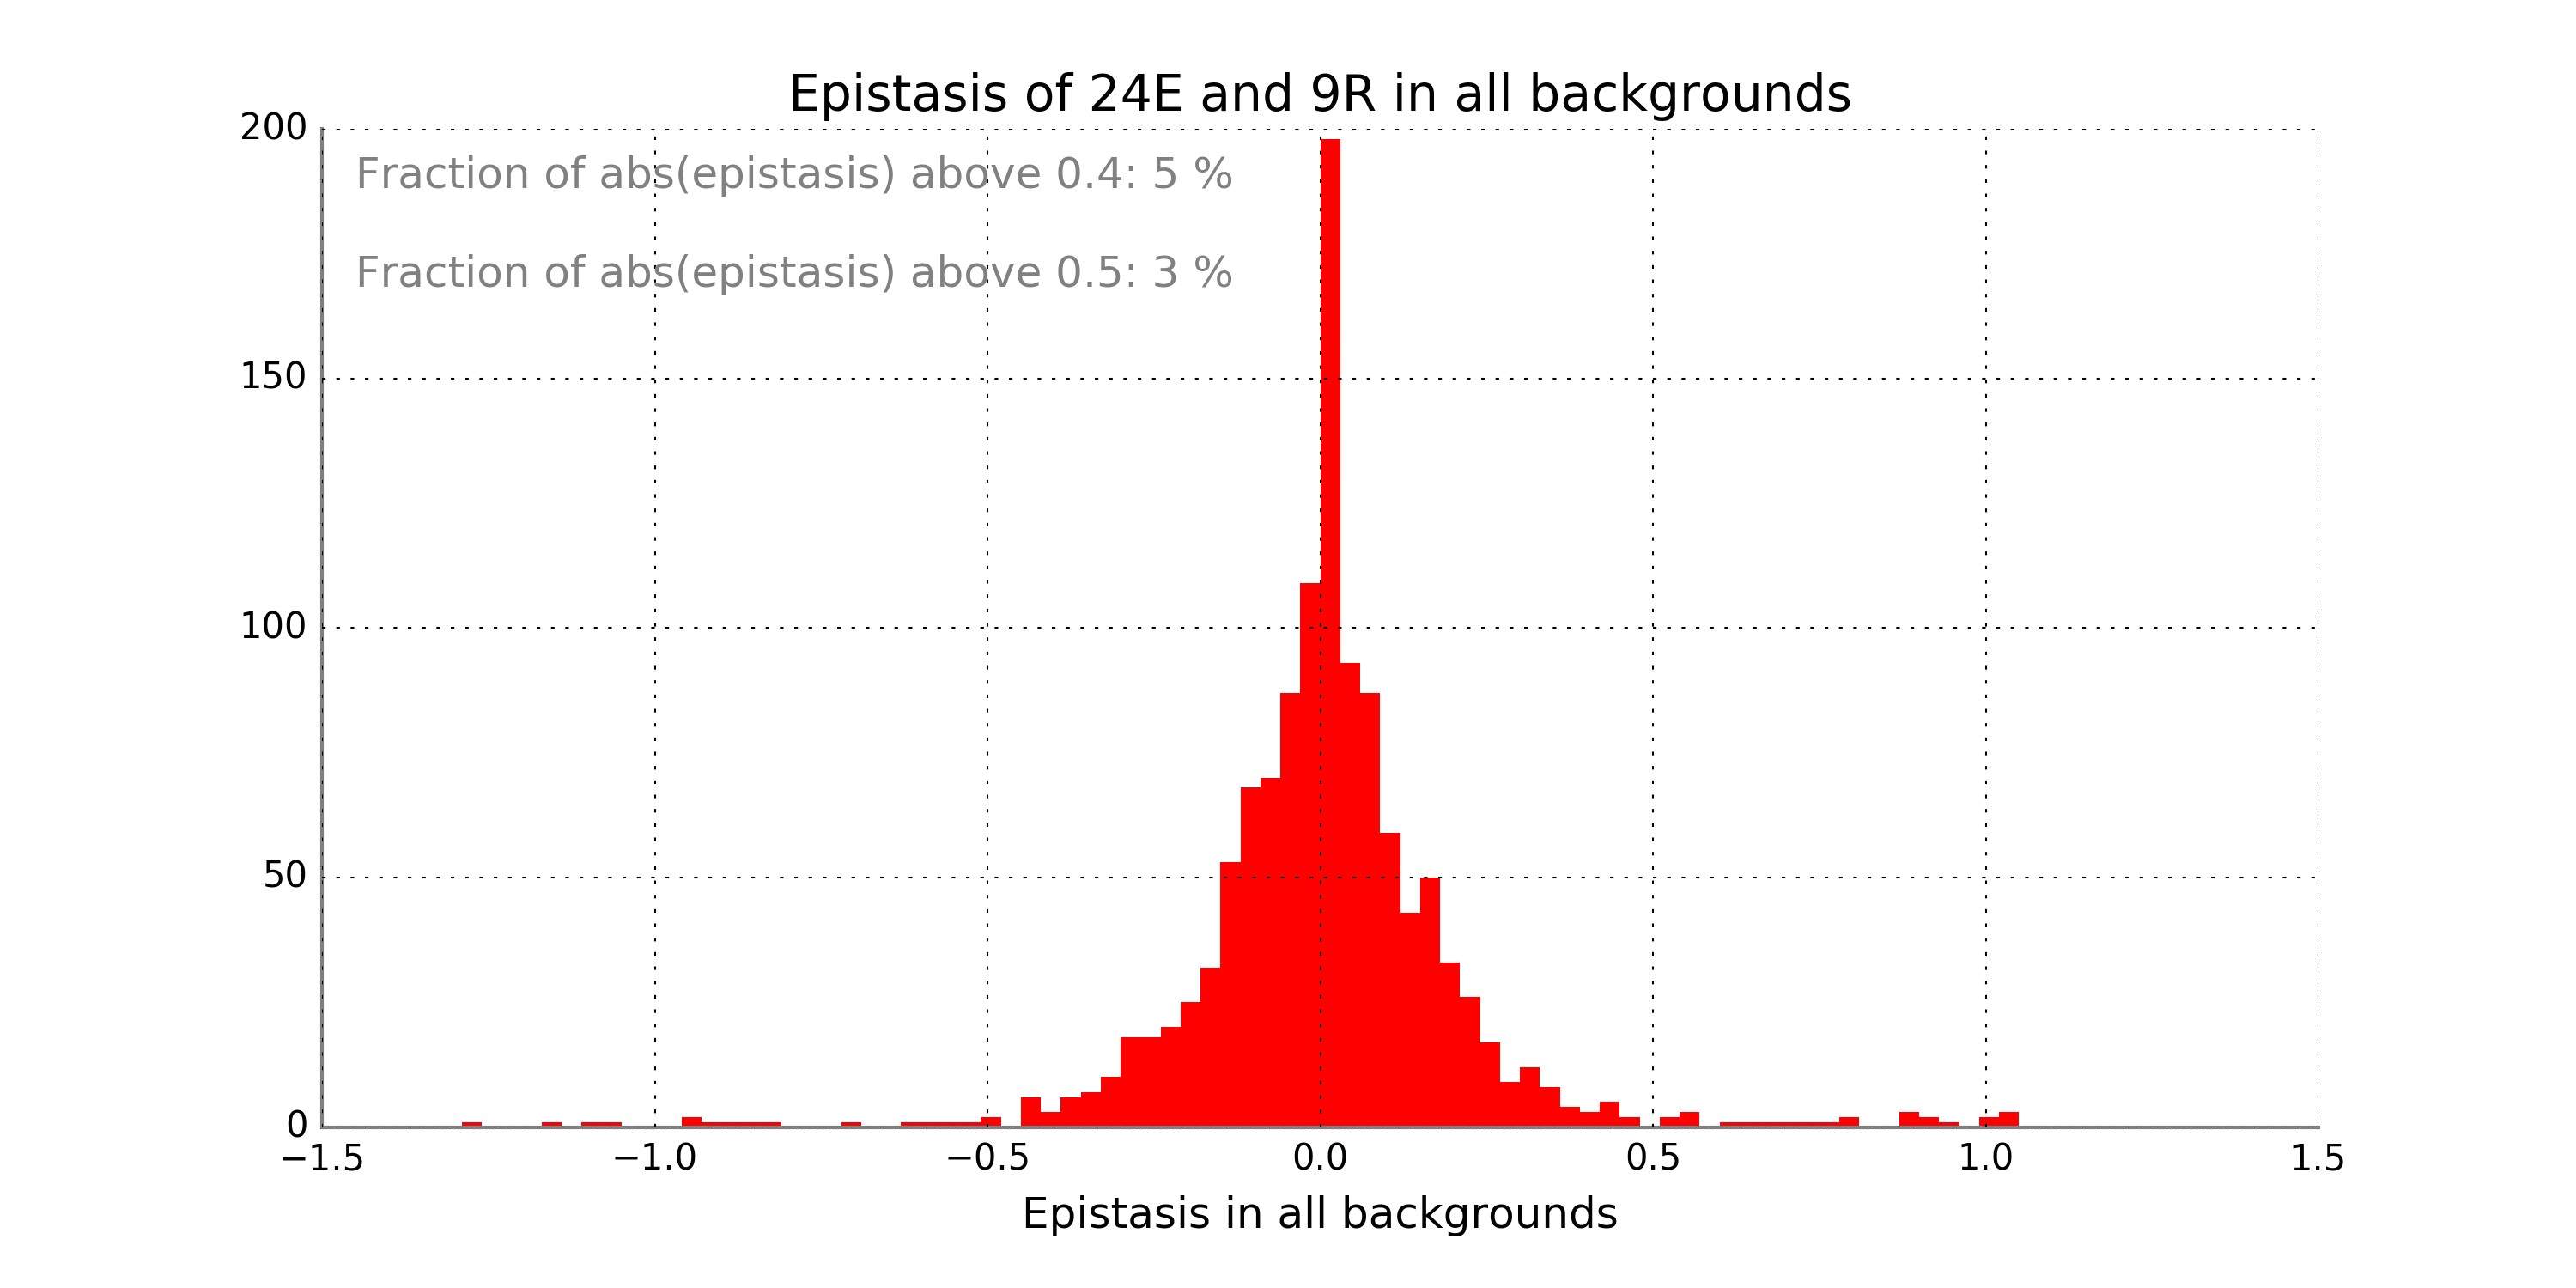 Epistasis of 24E and 9R in all backgrounds
Fraction of abs(epistasis) above 0.4: 5 %
Fraction of abs(epistasis) above 0.5: 3 %
200
150
100
50
0
−1.5 −1.0 −0.5 0.0 0.5 1.0 1.5
Epistasis in all backgrounds